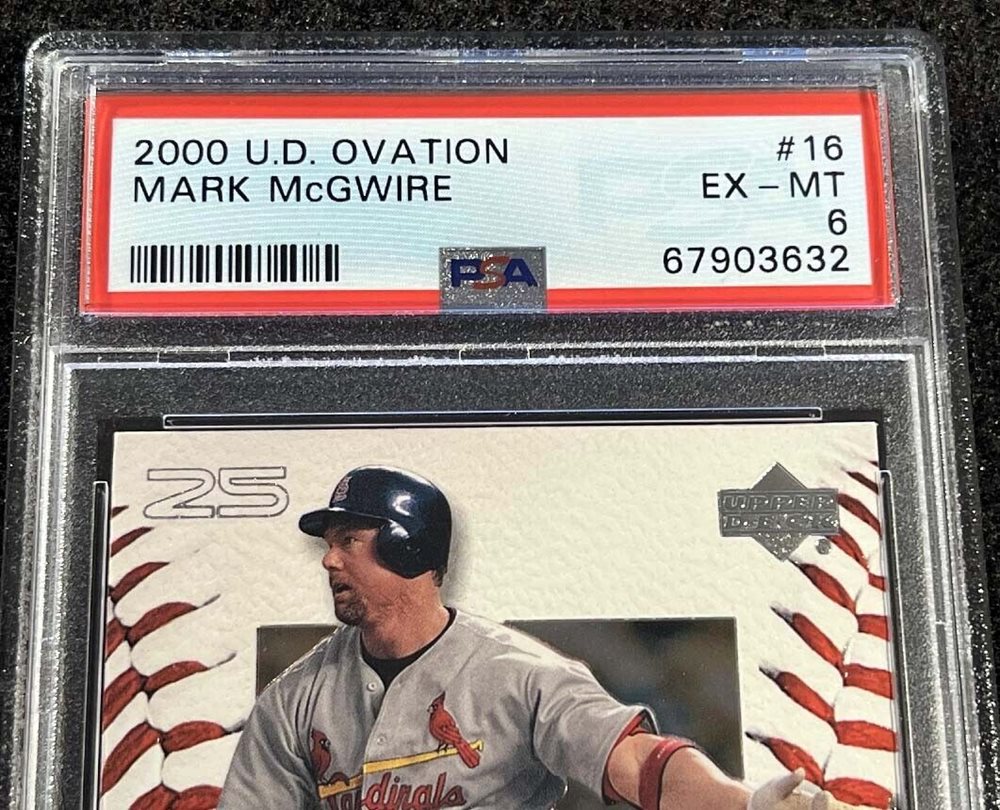 2000 U.D. OVATION #16
MARK McGWIRE EX - MT
6
67903632
PSA
25
UPPER
DECK
Cardinals